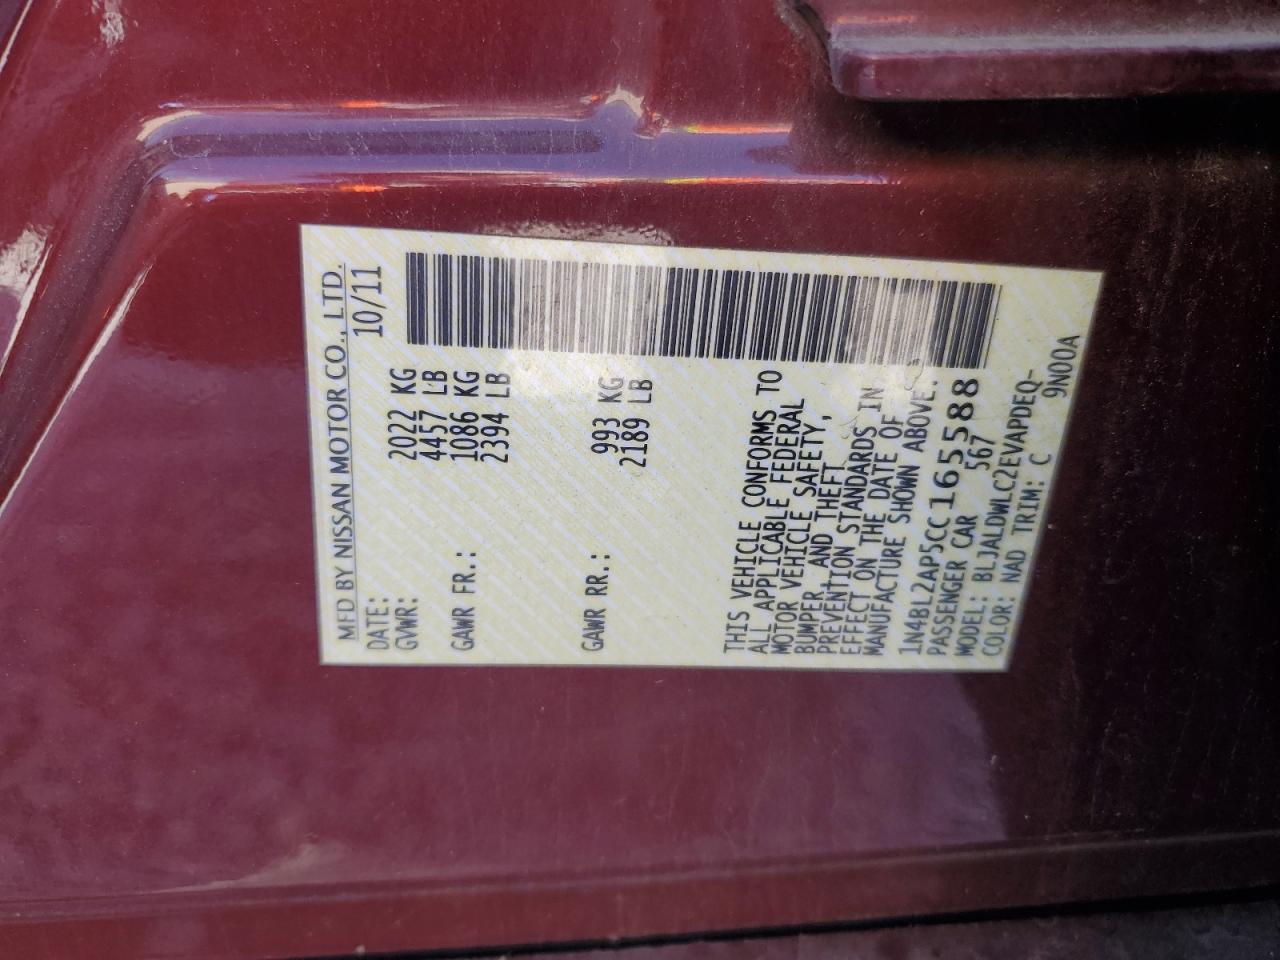 MFD BY NISSAN MOTOR CO., LTD.
DATE: 10/11
GVWR: 2022 KG
4457 LB
GAWR FR.: 1086 KG
2394 LB
GAWR RR.: 993 KG
2189 LB
THIS VEHICLE CONFORMS TO
ALL APPLICABLE FEDERAL
MOTOR VEHICLE SAFETY,
BUMPER, AND THEFT
PREVENTION STANDARDS IN
EFFECT ON THE DATE OF
MANUFACTURE SHOWN ABOVE.
1N4BL2AP5CC165588
PASSENGER CAR 567
MODEL: BLJALDWLC2EVAPDEQ-
COLOR: NAD TRIM: C 9N00A